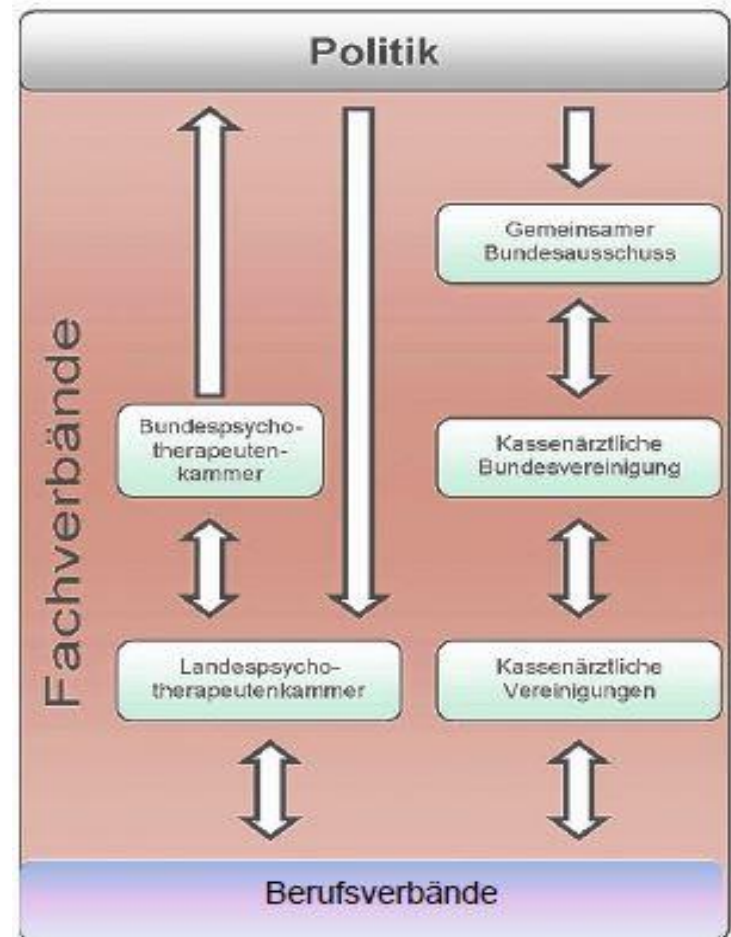 Politik
Gemeinsamer
Bundesausschuss
Fachverbände
Bundespsycho-
therapeuten-
kammer
Kassenärztliche
Bundesvereinigung
Landespsycho-
therapeutenkammer
Kassenärztliche
Vereinigungen
Berufsverbände